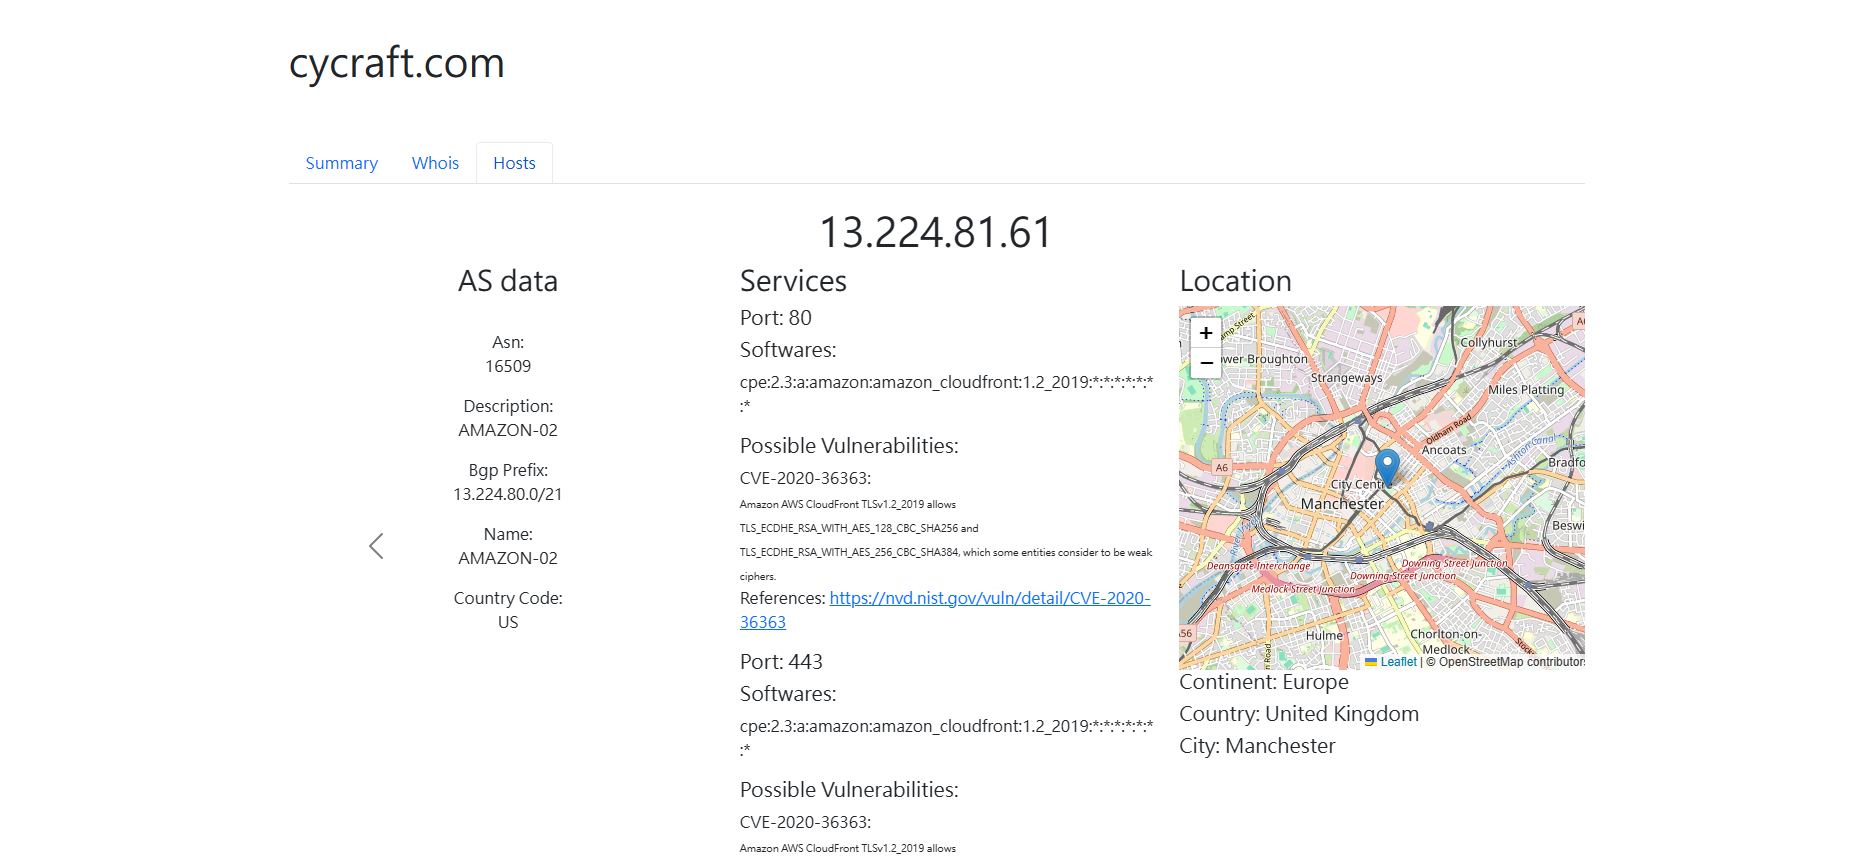 cycraft.com
Summary
Whois
Hosts
13.224.81.61
AS data
Asn:
16509
Description:
AMAZON-02
Bgp Prefix:
13.224.80.0/21
Name:
AMAZON-02
Country Code:
US
Services
Port: 80
Softwares:
cpe:2.3:a:amazon:amazon_cloudfront:1.2_2019:*:*:*:*:*:*
:*
Possible Vulnerabilities:
CVE-2020-36363:
Amazon AWS CloudFront TLSv1.2_2019 allows
TLS_ECDHE_RSA_WITH_AES_128_CBC_SHA256 and
TLS_ECDHE_RSA_WITH_AES_256_CBC_SHA384, which some entities consider to be weak
ciphers.
References: https://nvd.nist.gov/vuln/detail/CVE-2020-
36363
Port: 443
Softwares:
cpe:2.3:a:amazon:amazon_cloudfront:1.2_2019:*:*:*:*:*:*
:*
Possible Vulnerabilities:
CVE-2020-36363:
Amazon AWS CloudFront TLSv1.2_2019 allows
Location
+
−
Street
Collyhurst
Broughton
Strangeways
Miles Platting
Oldham Road
Ancoats
Ashton Canal
A6
City Centre
Manchester
River
Deansgate Interchange
Downing Street Junction
Downing Street Junction
Medlock Street Junction
Hulme
Chorlton-on-
Medlock
Road
Leaflet | © OpenStreetMap contributors
Continent: Europe
Country: United Kingdom
City: Manchester